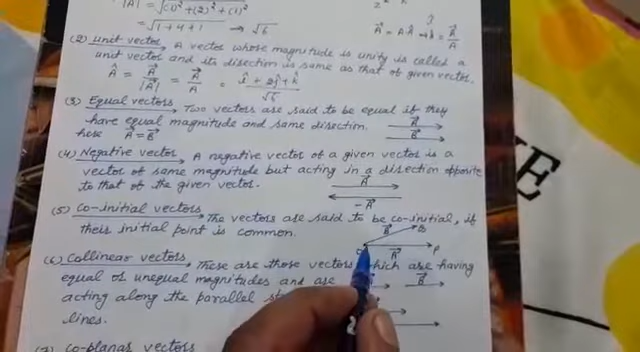 |A| = √(1)² + (2)² + (1)²
= √1+4+1 → √6
Â = A⃗ / |A⃗| = A⃗ / A = î + 2ĵ + k̂ / √6
(2) unit vector → A vector whose magnitude is unity is called a
unit vector and its direction is same as that of given vector.
(3) Equal vectors → Two vectors are said to be equal if they
have equal magnitude and same direction. A⃗
here A⃗ = B⃗ B⃗
(4) Negative vector → A negative vector of a given vector is a
vector of same magnitude but acting in a direction opposite
to that of the given vector. A⃗
-A⃗
(5) Co-initial vectors → The vectors are said to be co-initial, if
their initial point is common. B⃗
A⃗ P
(6) Collinear vectors → These are those vectors which are having
equal or unequal magnitudes and are B⃗
acting along the parallel
lines.
(7) Co-planar vectors